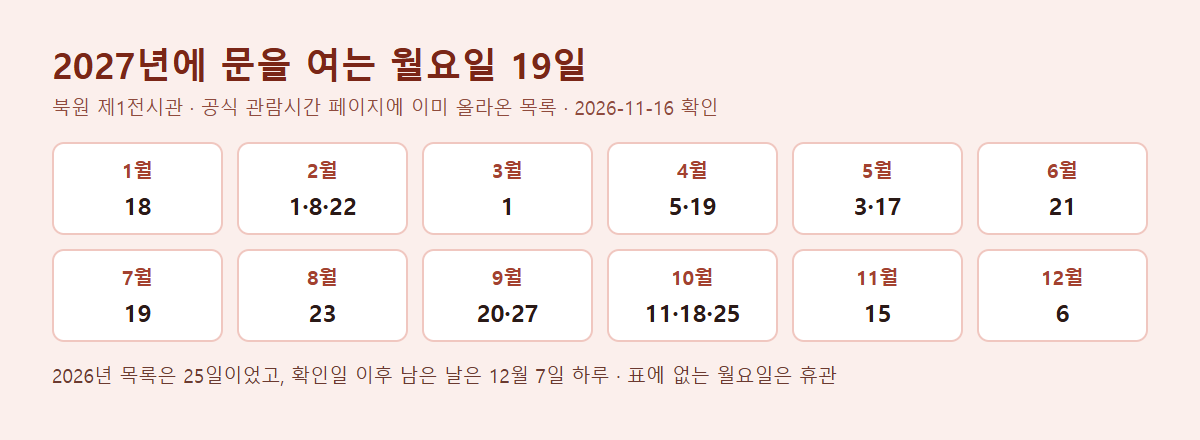 2027년에 문을 여는 월요일 19일
북원 제1전시관 · 공식 관람시간 페이지에 이미 올라온 목록 · 2026-11-16 확인
1월
18
2월
1·8·22
3월
1
4월
5·19
5월
3·17
6월
21
7월
19
8월
23
9월
20·27
10월
11·18·25
11월
15
12월
6
2026년 목록은 25일이었고, 확인일 이후 남은 날은 12월 7일 하루 · 표에 없는 월요일은 휴관